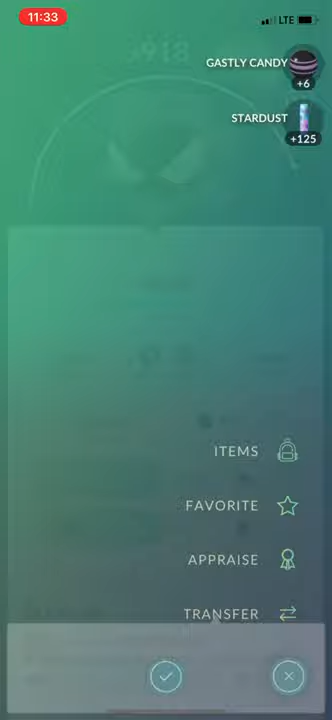 11:33
LTE
GASTLY CANDY
+6
STARDUST
+125
ITEMS
FAVORITE
APPRAISE
TRANSFER